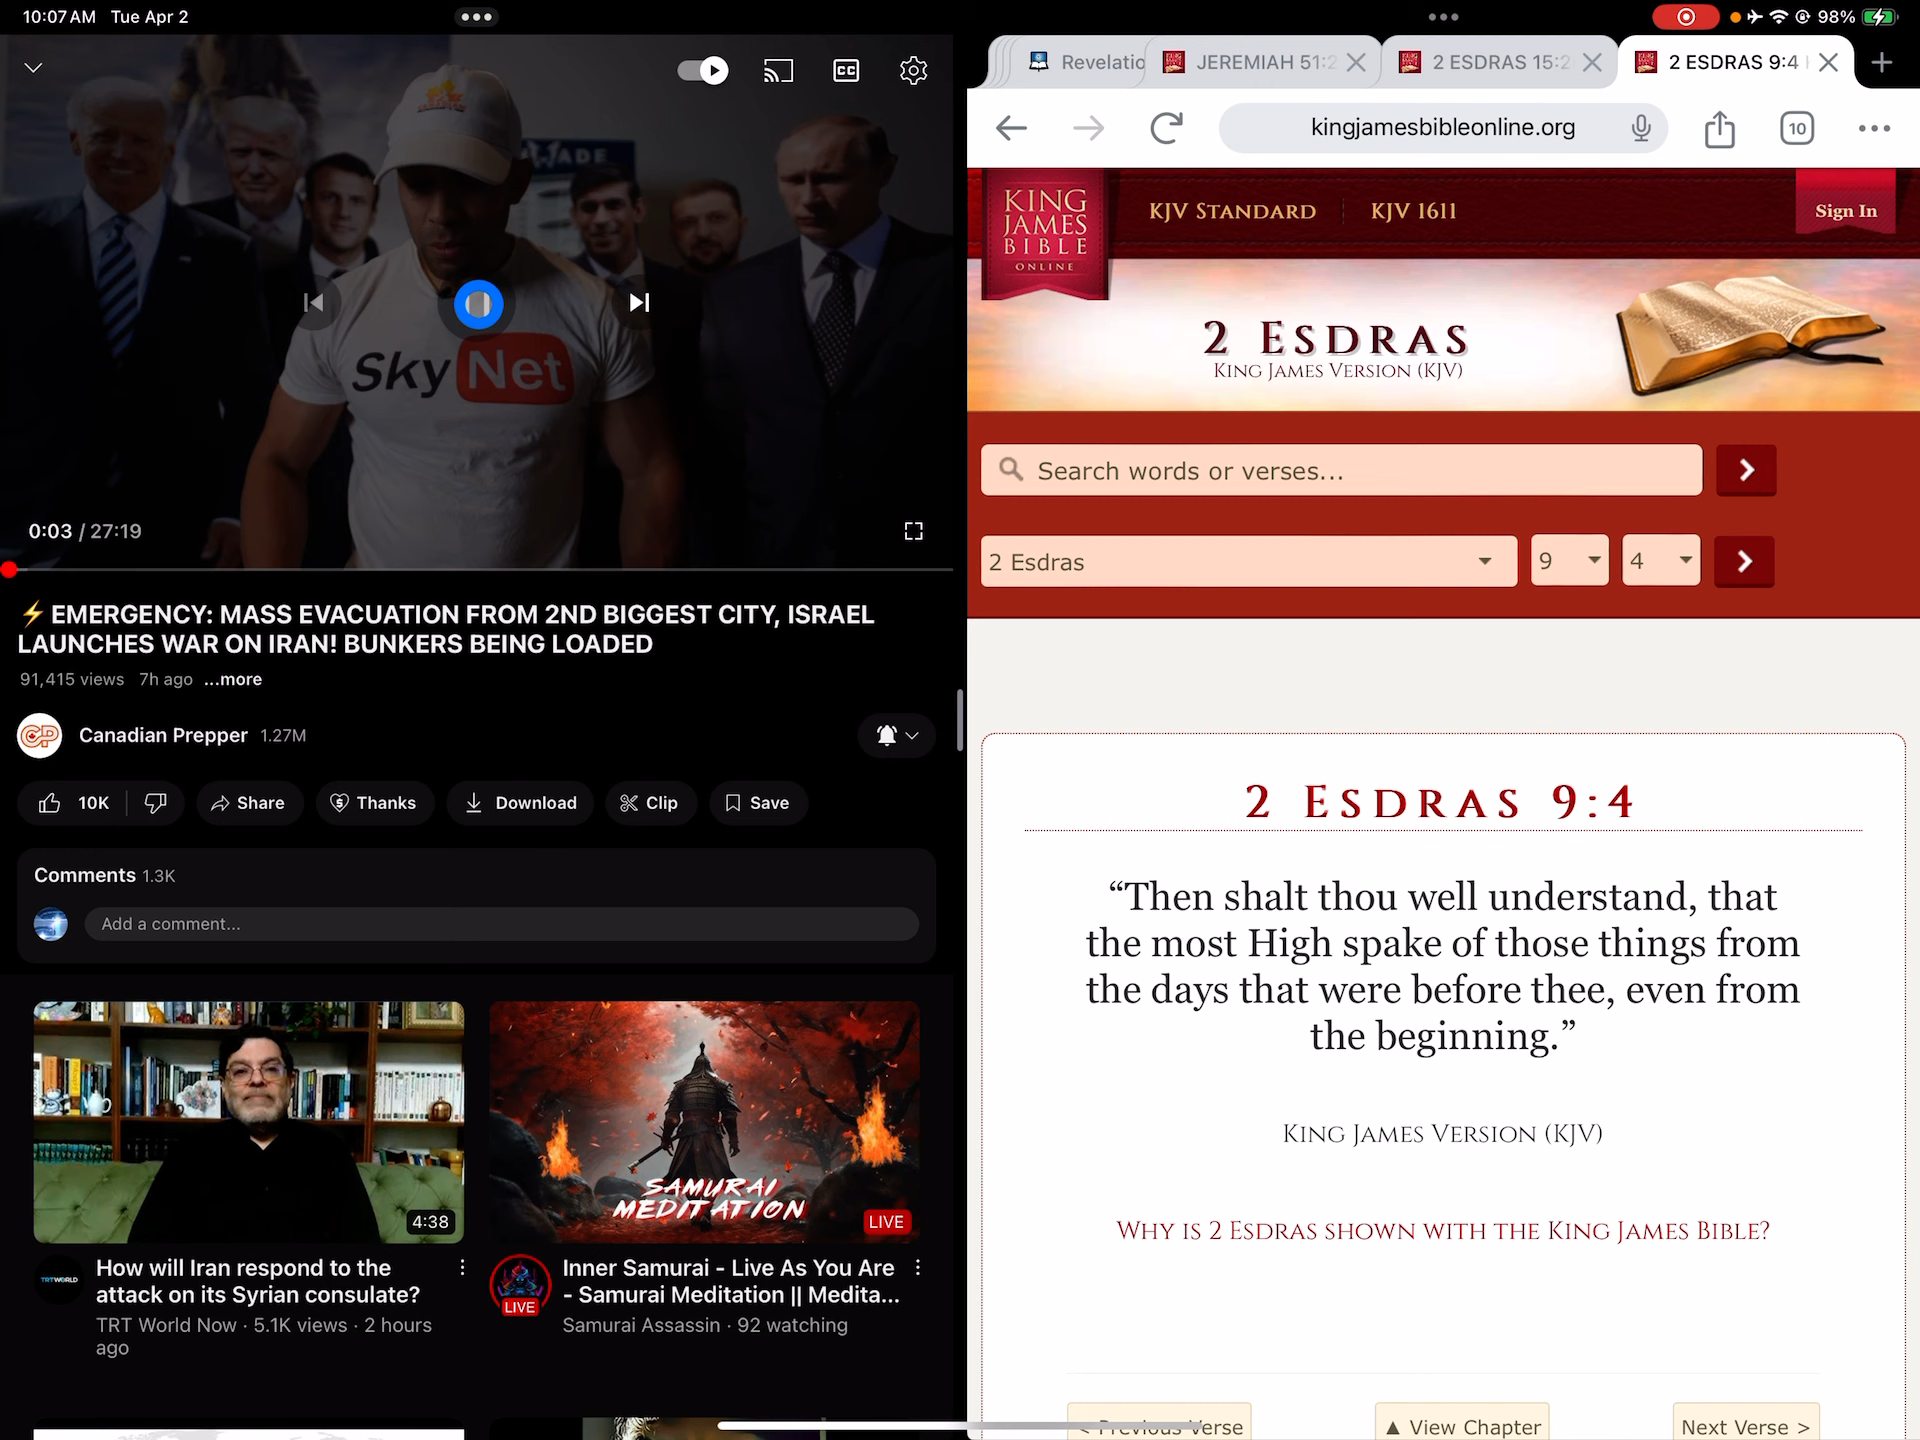 10:07 AM Tue Apr 2
98%
CC
SkyNet
0:03 / 27:19
⚡ EMERGENCY: MASS EVACUATION FROM 2ND BIGGEST CITY, ISRAEL
LAUNCHES WAR ON IRAN! BUNKERS BEING LOADED
91,415 views 7h ago ...more
CP
Canadian Prepper 1.27M
10K
Share
Thanks
Download
Clip
Save
Comments 1.3K
Add a comment...
4:38
TRT WORLD
How will Iran respond to the
attack on its Syrian consulate?
TRT World Now · 5.1K views · 2 hours
ago
SAMURAI
MEDITATION
LIVE
LIVE
Inner Samurai - Live As You Are
- Samurai Meditation || Medita...
Samurai Assassin · 92 watching
Revelatio
JEREMIAH 51:2
2 ESDRAS 15:2
2 ESDRAS 9:4
kingjamesbibleonline.org
10
KING
JAMES
BIBLE
ONLINE
KJV STANDARD
KJV 1611
Sign In
2 ESDRAS
KING JAMES VERSION (KJV)
Search words or verses...
2 Esdras
9
4
2 ESDRAS 9:4
“Then shalt thou well understand, that
the most High spake of those things from
the days that were before thee, even from
the beginning.”
KING JAMES VERSION (KJV)
WHY IS 2 ESDRAS SHOWN WITH THE KING JAMES BIBLE?
< Previous Verse
▲ View Chapter
Next Verse >